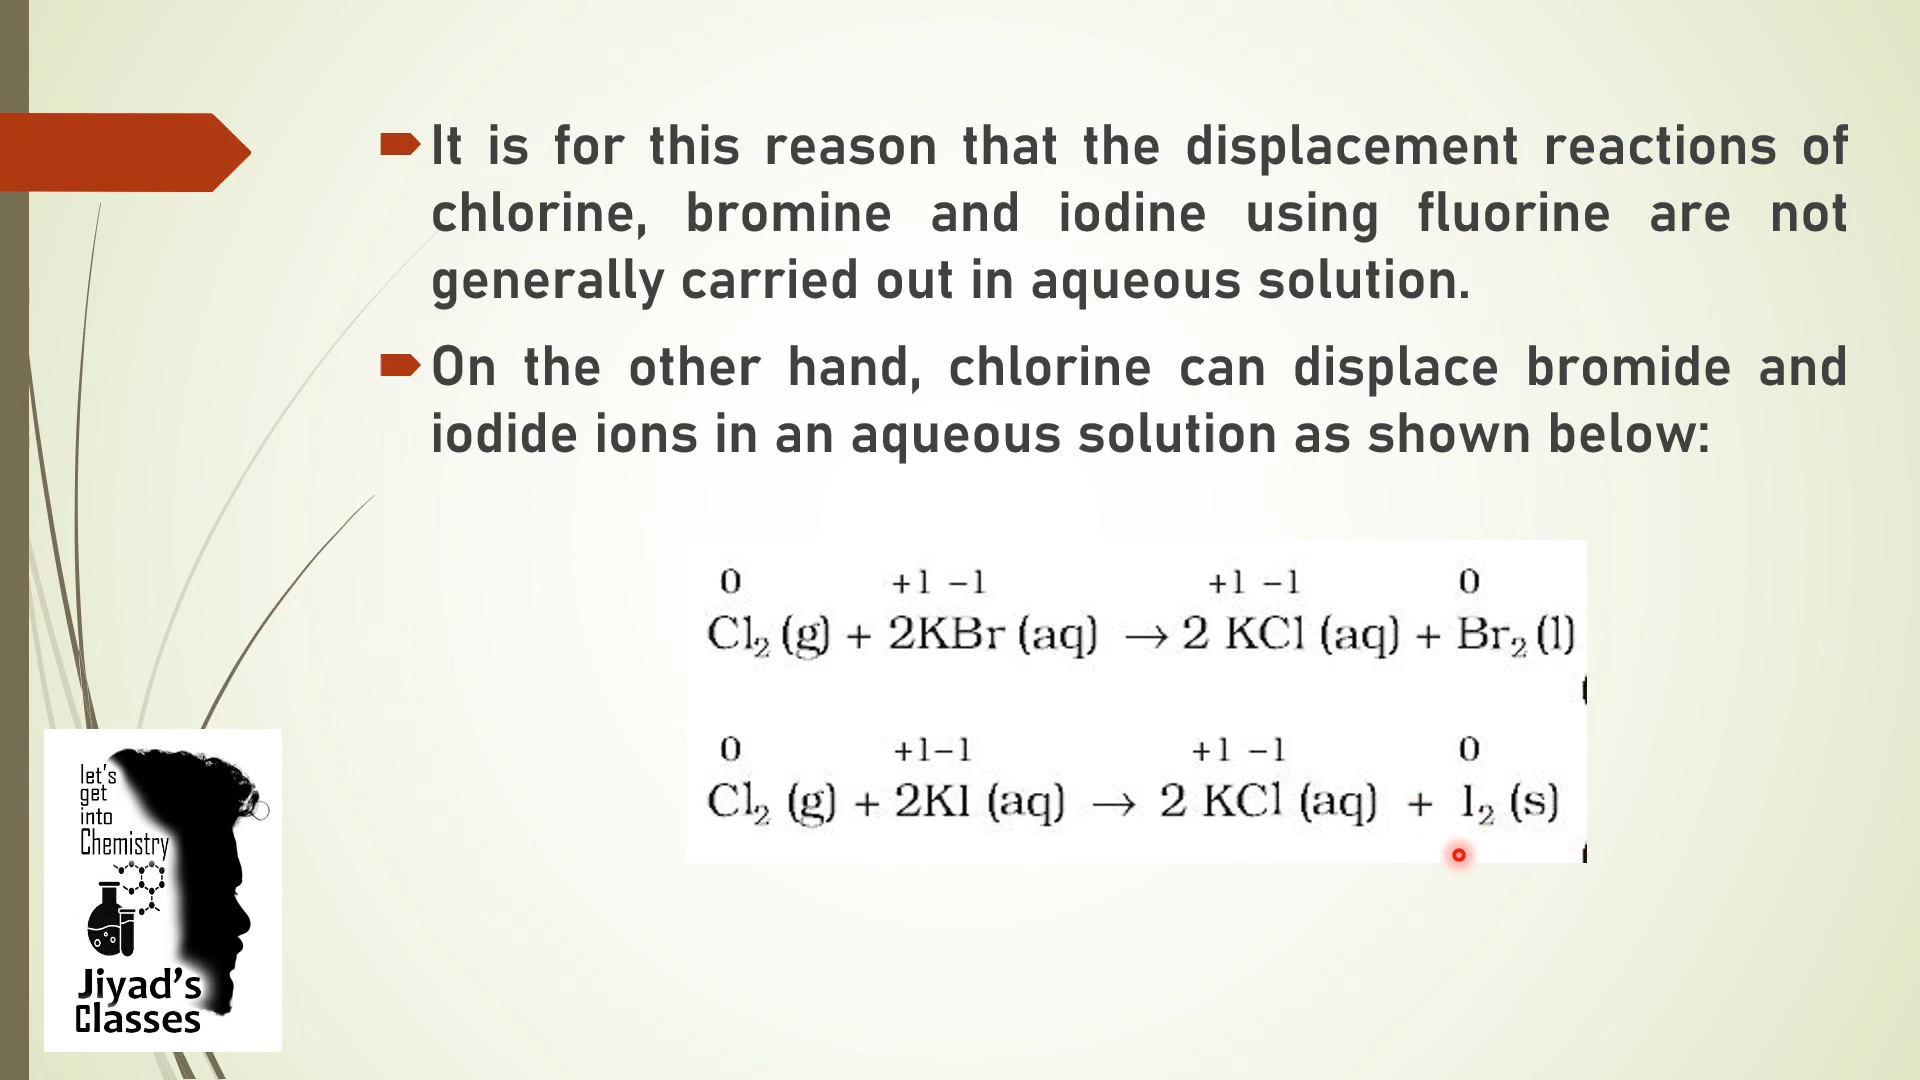 It is for this reason that the displacement reactions of
chlorine, bromine and iodine using fluorine are not
generally carried out in aqueous solution.
On the other hand, chlorine can displace bromide and
iodide ions in an aqueous solution as shown below:
0 +1 –1 +1 –1 0
Cl₂ (g) + 2KBr (aq) → 2 KCl (aq) + Br₂ (l)
0 +1–1 +1 –1 0
Cl₂ (g) + 2KI (aq) → 2 KCl (aq) + I₂ (s)
let's
get
into
Chemistry
Jiyad's
Classes